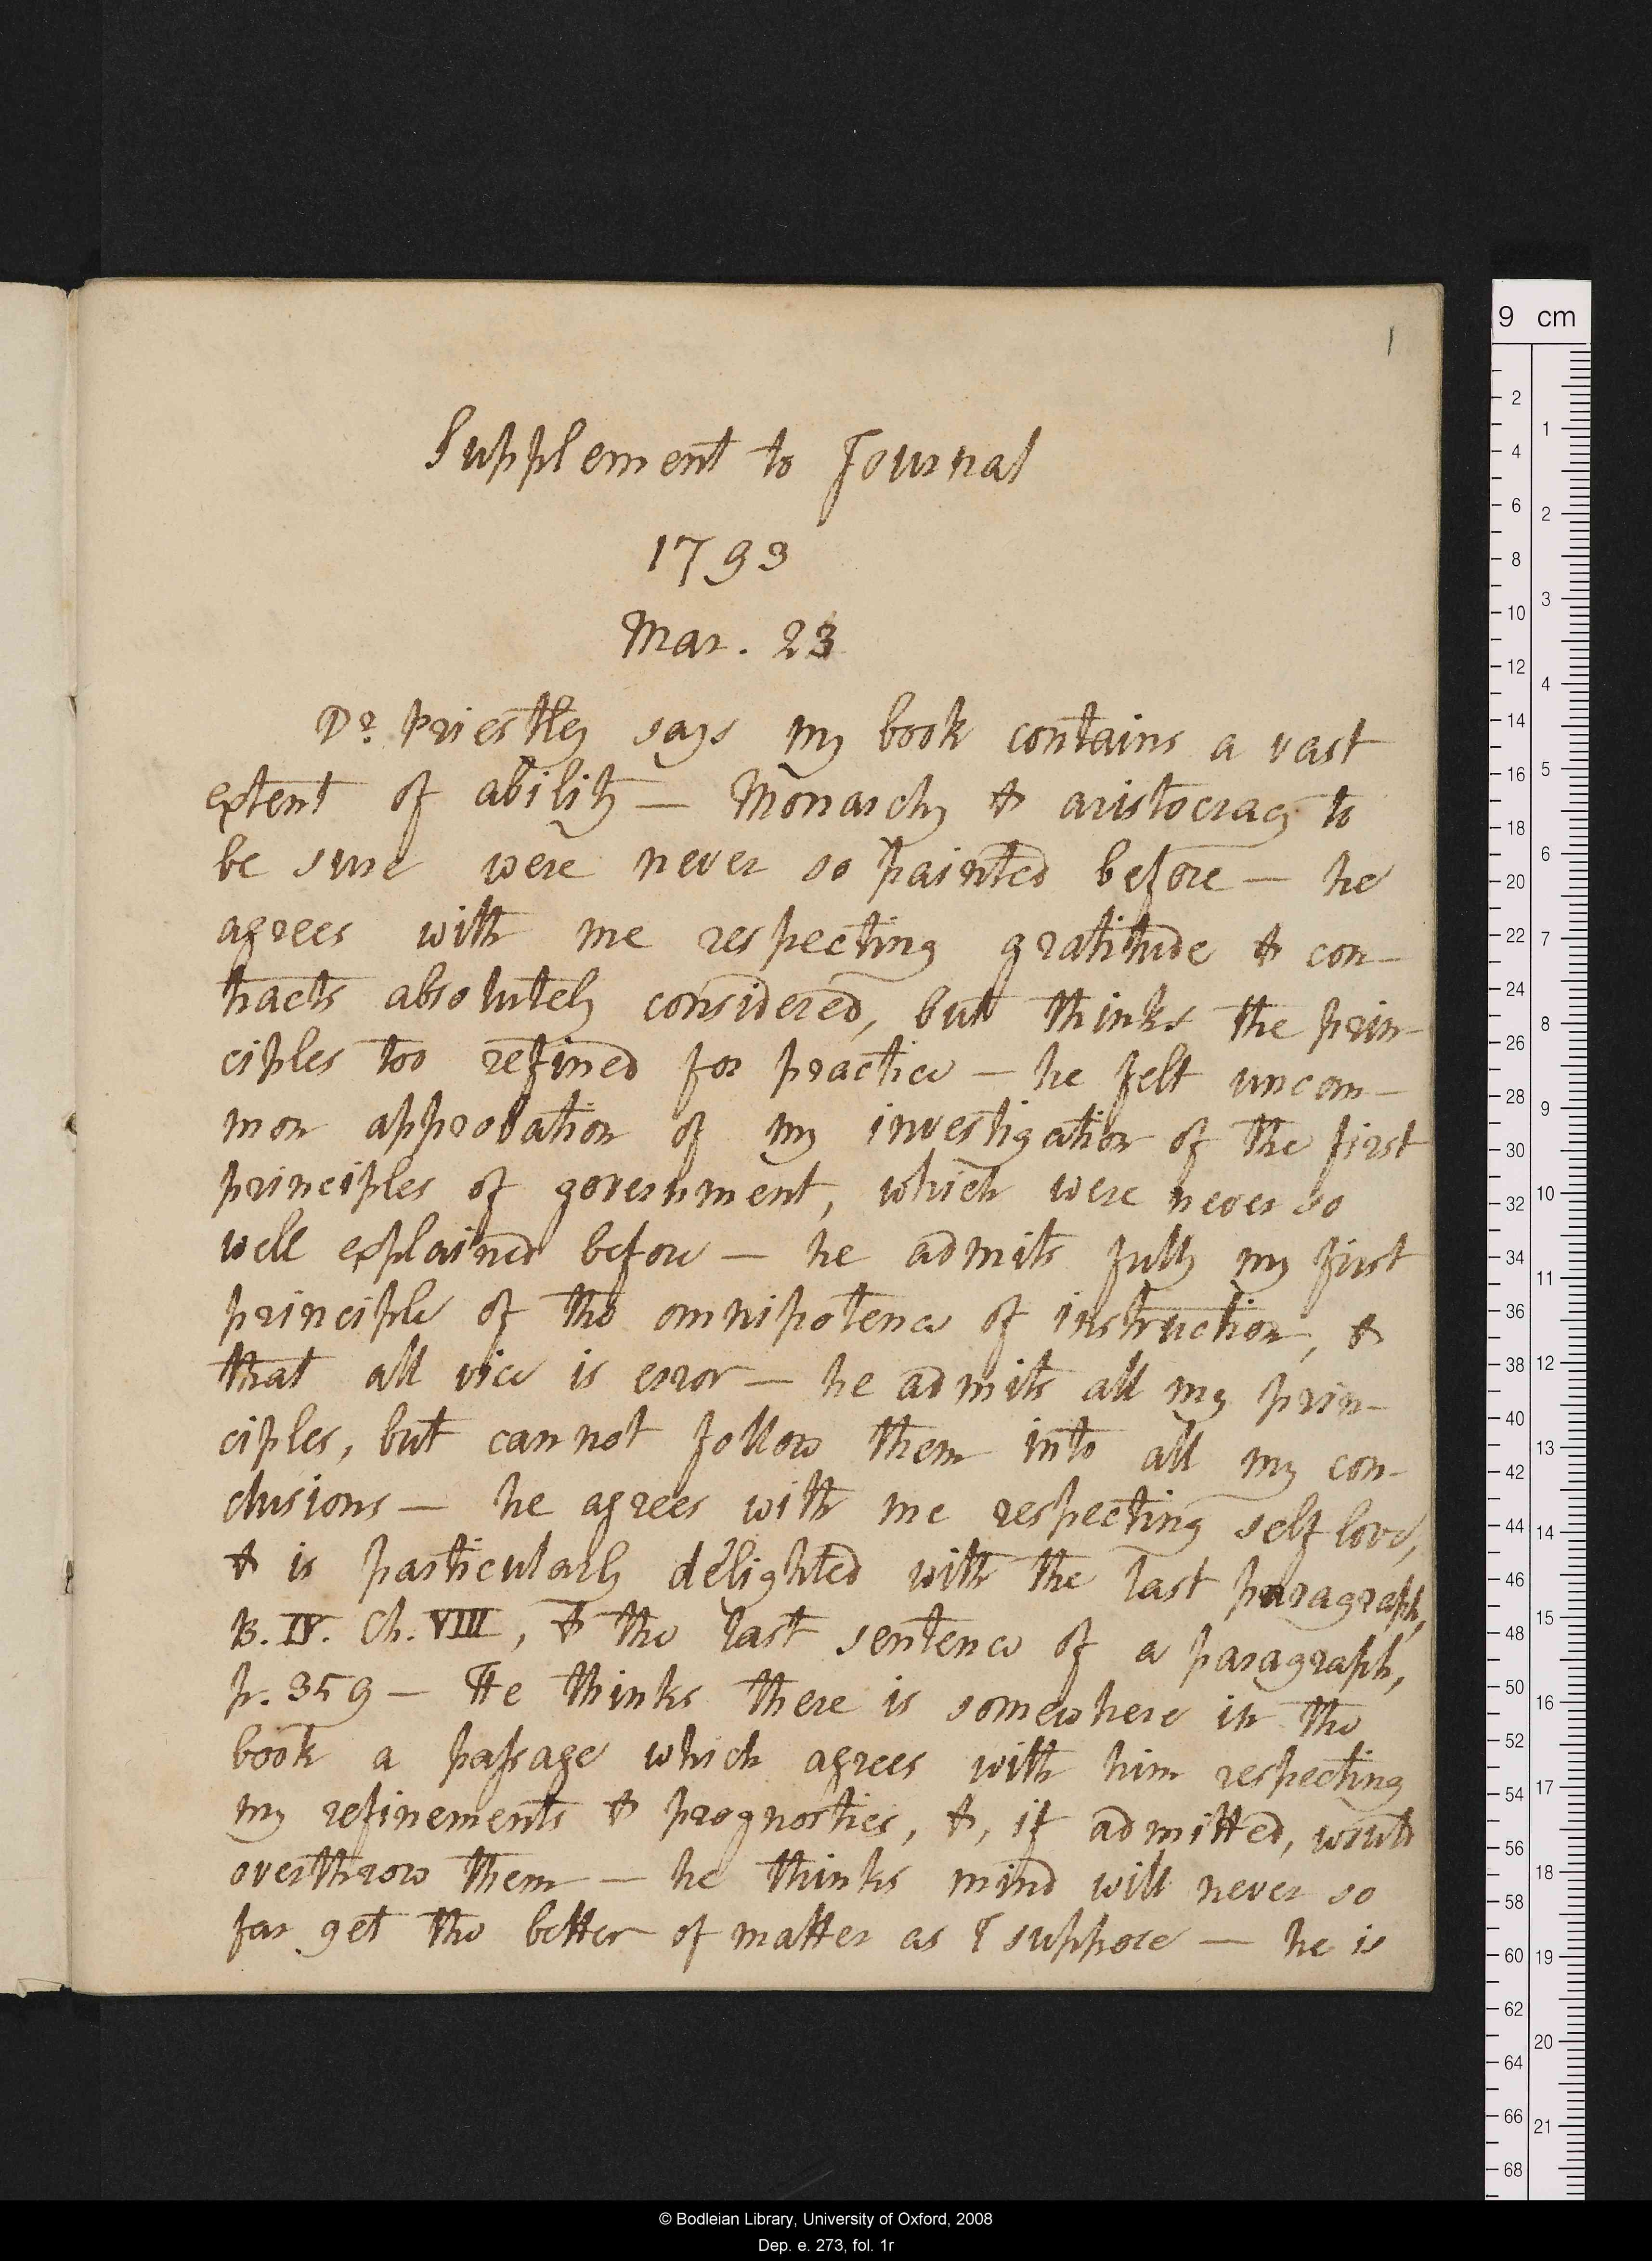 1
Supplement to Journal
1793
Mar. 23
Dr. Priestley says my book contains a vast
extent of ability — Monarchy & aristocracy to
be sure were never so painted before — he
agrees with me respecting gratitude & con-
tracts absolutely considered, but thinks the prin-
ciples too refined for practice — he felt uncom-
mon approbation of my investigation of the first
principles of government, which were never so
well explained before — he admits fully my first
principle of the omnipotence of instruction, &
that all vice is error — he admits all my prin-
ciples, but cannot follow them into all my con-
clusions — he agrees with me respecting self love,
& is particularly delighted with the last paragraph,
B. IV. Ch. VIII, & the last sentence of a paragraph,
p. 359 — He thinks there is somewhere in the
book a passage which agrees with him respecting
my refinements & prognostics, &, if admitted, would
overthrow them — he thinks mind will never so
far get the better of matter as I suppose — he is
9 cm
2
4
6
8
10
12
14
16
18
20
22
24
26
28
30
32
34
36
38
40
42
44
46
48
50
52
54
56
58
60
62
64
66
68
1
2
3
4
5
6
7
8
9
10
11
12
13
14
15
16
17
18
19
20
21
© Bodleian Library, University of Oxford, 2008
Dep. e. 273, fol. 1r